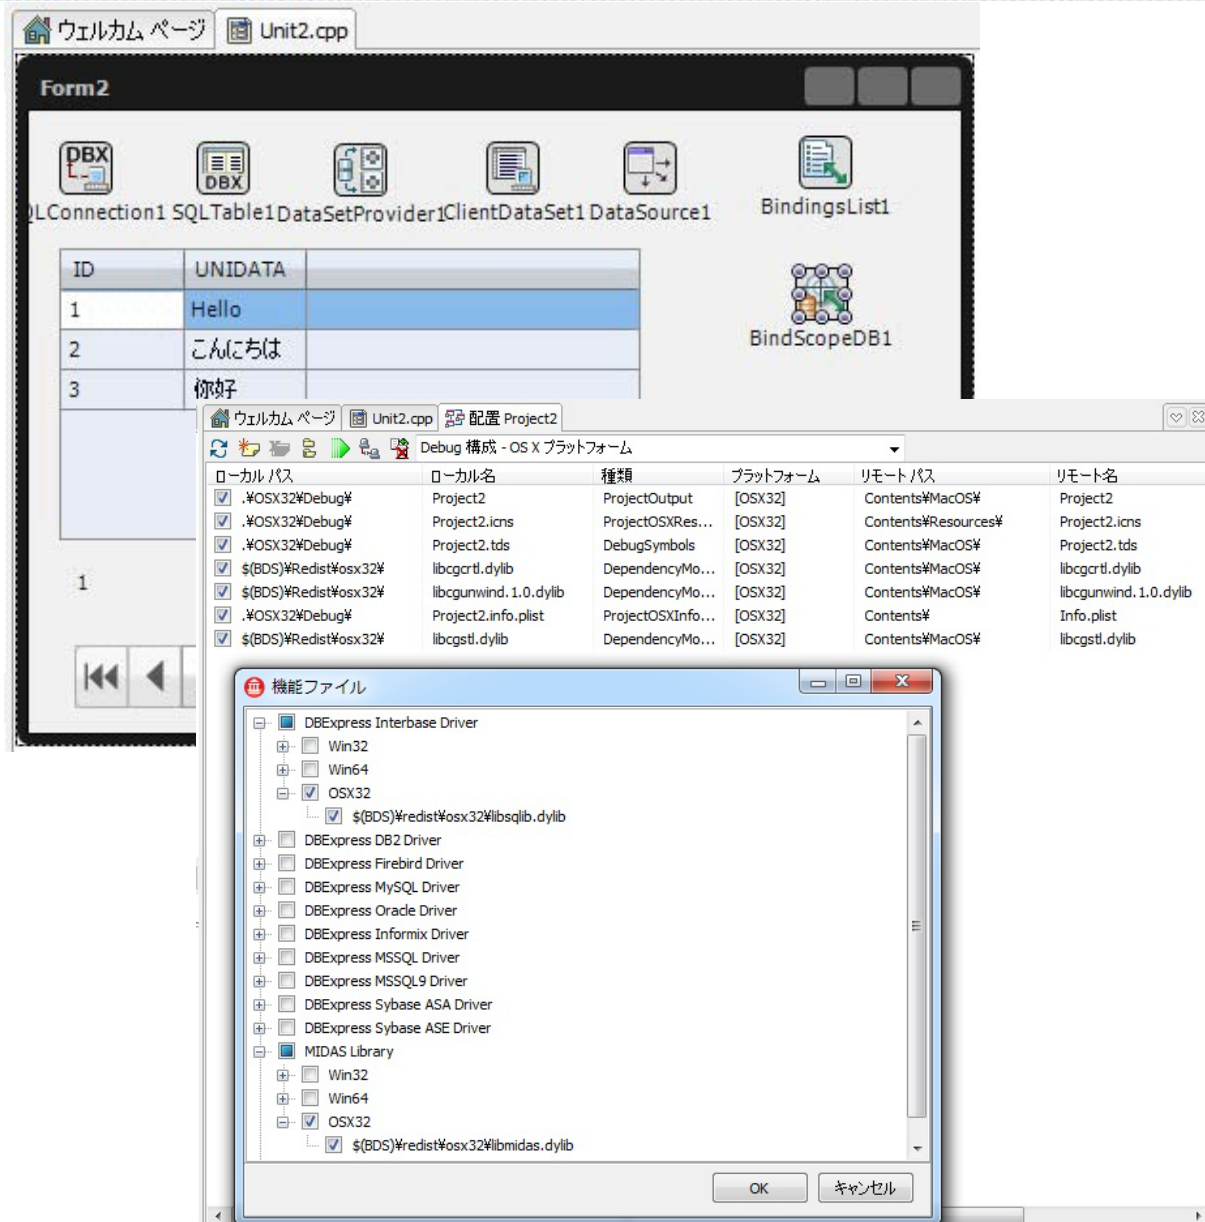 ウェルカム ページ Unit2.cpp
Form2
DBX
DBX
QLConnection1 SQLTable1 DataSetProvider1 ClientDataSet1 DataSource1 BindingsList1
ID UNIDATA
1 Hello
2 こんにちは
3 你好
BindScopeDB1
1
ウェルカム ページ Unit2.cpp 配置 Project2
Debug 構成 - OS X プラットフォーム
ローカル パス ローカル名 種類 プラットフォーム リモート パス リモート名
.¥OSX32¥Debug¥ Project2 ProjectOutput [OSX32] Contents¥MacOS¥ Project2
.¥OSX32¥Debug¥ Project2.icns ProjectOSXRes... [OSX32] Contents¥Resources¥ Project2.icns
.¥OSX32¥Debug¥ Project2.tds DebugSymbols [OSX32] Contents¥MacOS¥ Project2.tds
$(BDS)¥Redist¥osx32¥ libcgcrtl.dylib DependencyMo... [OSX32] Contents¥MacOS¥ libcgcrtl.dylib
$(BDS)¥Redist¥osx32¥ libcgunwind.1.0.dylib DependencyMo... [OSX32] Contents¥MacOS¥ libcgunwind.1.0.dylib
.¥OSX32¥Debug¥ Project2.info.plist ProjectOSXInfo... [OSX32] Contents¥ Info.plist
$(BDS)¥Redist¥osx32¥ libcgstl.dylib DependencyMo... [OSX32] Contents¥MacOS¥ libcgstl.dylib
機能ファイル
DBExpress Interbase Driver
Win32
Win64
OSX32
$(BDS)¥redist¥osx32¥libsqlib.dylib
DBExpress DB2 Driver
DBExpress Firebird Driver
DBExpress MySQL Driver
DBExpress Oracle Driver
DBExpress Informix Driver
DBExpress MSSQL Driver
DBExpress MSSQL9 Driver
DBExpress Sybase ASA Driver
DBExpress Sybase ASE Driver
MIDAS Library
Win32
Win64
OSX32
$(BDS)¥redist¥osx32¥libmidas.dylib
OK キャンセル